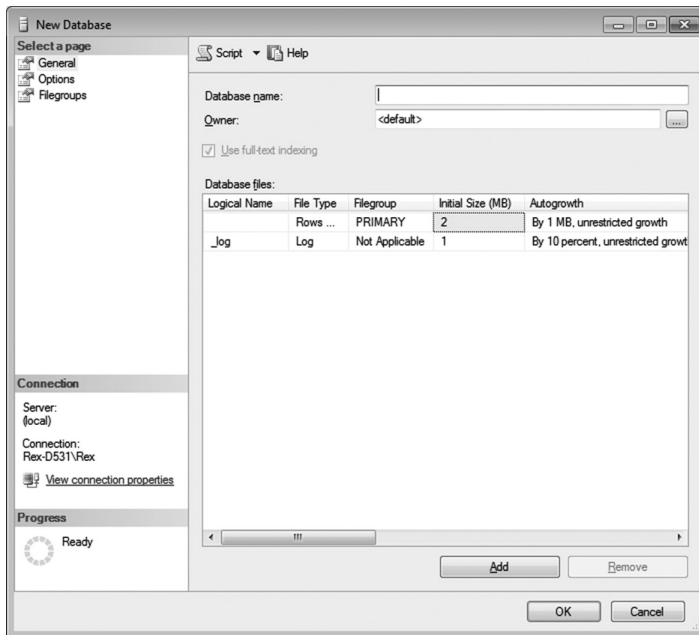 New Database
Select a page
General
Options
Filegroups
Script
Help
Database name:
Owner:
<default>
...
Use full-text indexing
Database files:
Logical Name File Type Filegroup Initial Size (MB) Autogrowth
Rows ... PRIMARY 2 By 1 MB, unrestricted growth
_log Log Not Applicable 1 By 10 percent, unrestricted growt
Connection
Server:
(local)
Connection:
Rex-D531\Rex
View connection properties
Progress
Ready
Add
Remove
OK
Cancel